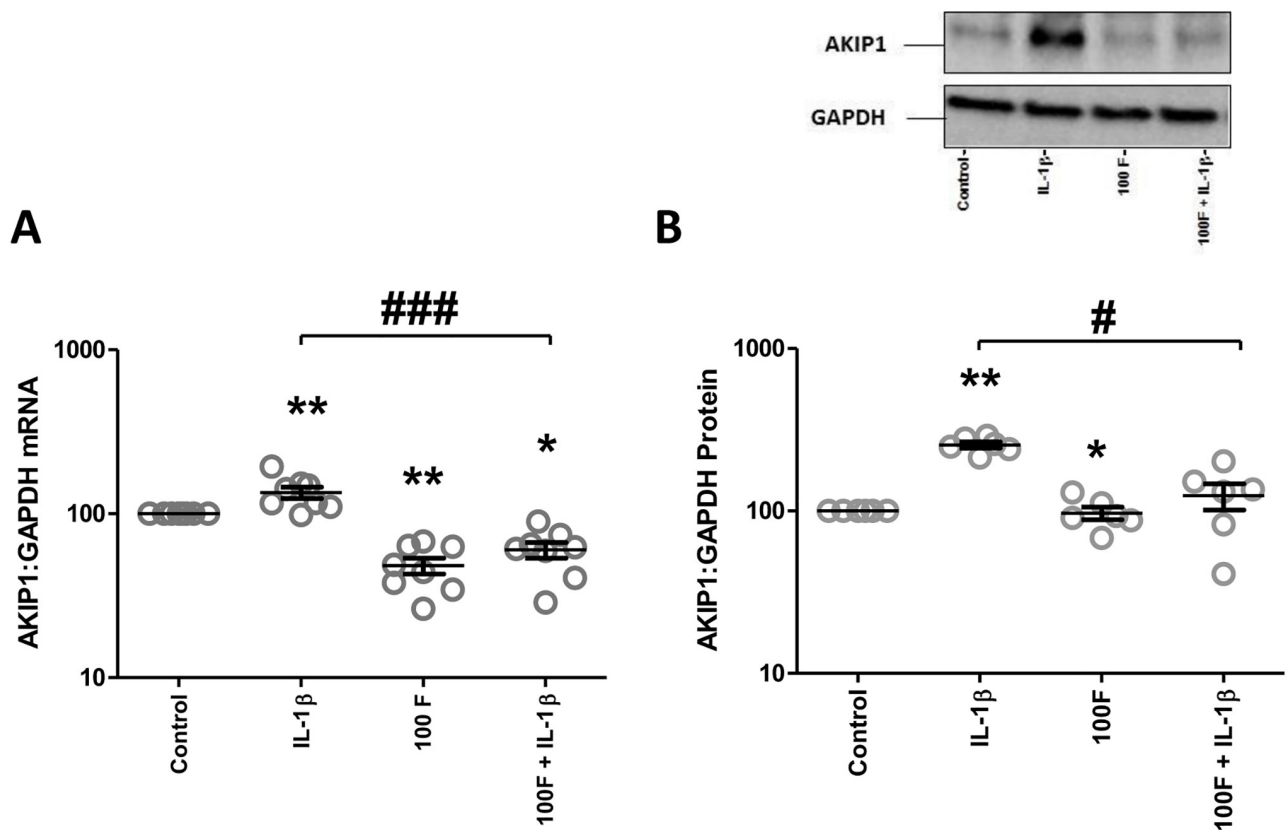 AKIP1
GAPDH
Control-
IL-1β-
100 F-
100F + IL-1β-
A
B
###
1000
**
**
*
100
10
AKIP1:GAPDH mRNA
Control
IL-1β
100 F
100F + IL-1β
#
1000
**
*
100
10
AKIP1:GAPDH Protein
Control
IL-1β
100F
100F + IL-1β